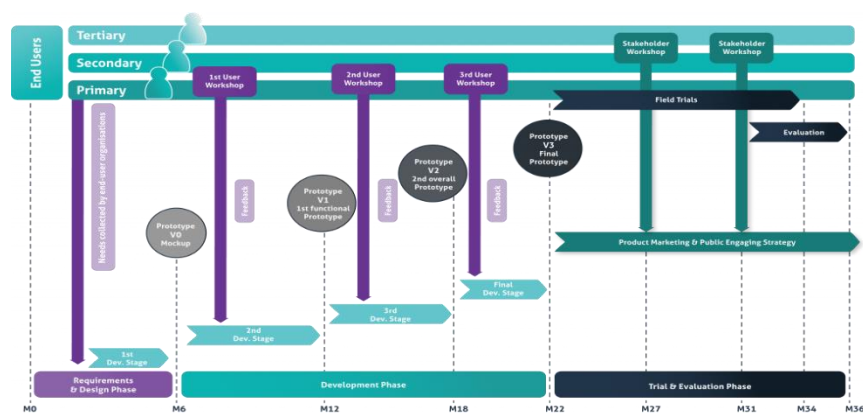 End Users
Tertiary
Secondary
Primary
1st User
Workshop
2nd User
Workshop
3rd User
Workshop
Stakeholder
Workshop
Stakeholder
Workshop
Field Trials
Evaluation
Needs collected by end-user organisations
Feedback
Feedback
Feedback
Prototype
V0
Mockup
Prototype
V1
1st functional
Prototype
Prototype
V2
2nd overall
Prototype
Prototype
V3
Final
Prototype
Product Marketing & Public Engaging Strategy
1st
Dev. Stage
2nd
Dev. Stage
3rd
Dev. Stage
Final
Dev. Stage
Requirements
& Design Phase
Development Phase
Trial & Evaluation Phase
M0
M6
M12
M18
M22
M27
M31
M34
M36